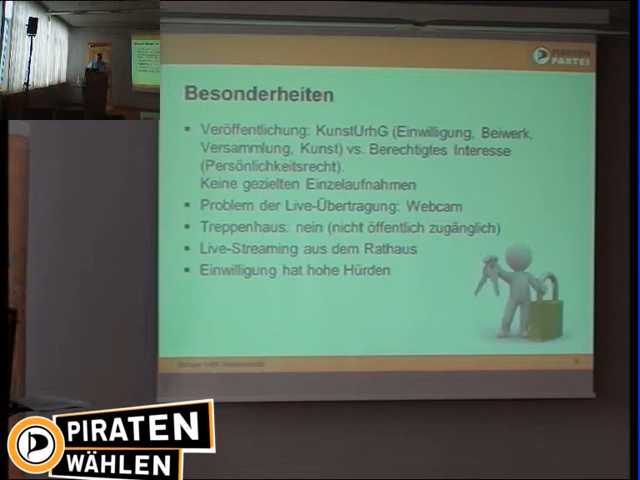 PIRATEN
PARTEI
Besonderheiten
▪ Veröffentlichung: KunstUrhG (Einwilligung, Beiwerk,
Versammlung, Kunst) vs. Berechtigtes Interesse
(Persönlichkeitsrecht).
Keine gezielten Einzelaufnahmen
▪ Problem der Live-Übertragung: Webcam
▪ Treppenhaus: nein (nicht öffentlich zugänglich)
▪ Live-Streaming aus dem Rathaus
▪ Einwilligung hat hohe Hürden
PIRATEN
WÄHLEN